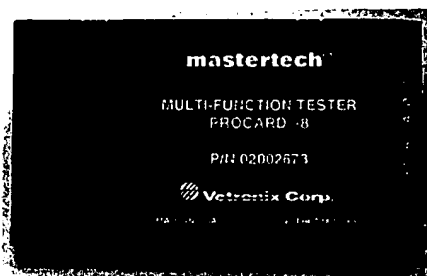 mastertech
MULTI-FUNCTION TESTER
PROCARD -8
P/N 02002673
Vetronix Corp.